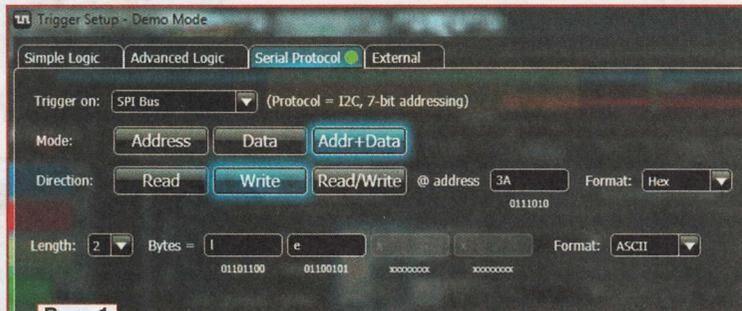 Trigger Setup - Demo Mode
Simple Logic Advanced Logic Serial Protocol External
Trigger on: SPI Bus (Protocol = I2C, 7-bit addressing)
Mode: Address Data Addr+Data
Direction: Read Write Read/Write @ address 3A Format: Hex
0111010
Length: 2 Bytes = l e x x Format: ASCII
01101100 01100101 xxxxxxxx xxxxxxxx